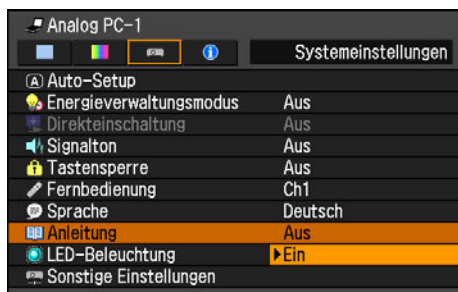 Analog PC-1
Systemeinstellungen
A Auto-Setup
Energieverwaltungsmodus Aus
Direkteinschaltung Aus
Signalton Aus
Tastensperre Aus
Fernbedienung Ch1
Sprache Deutsch
Anleitung Aus
LED-Beleuchtung Ein
Sonstige Einstellungen